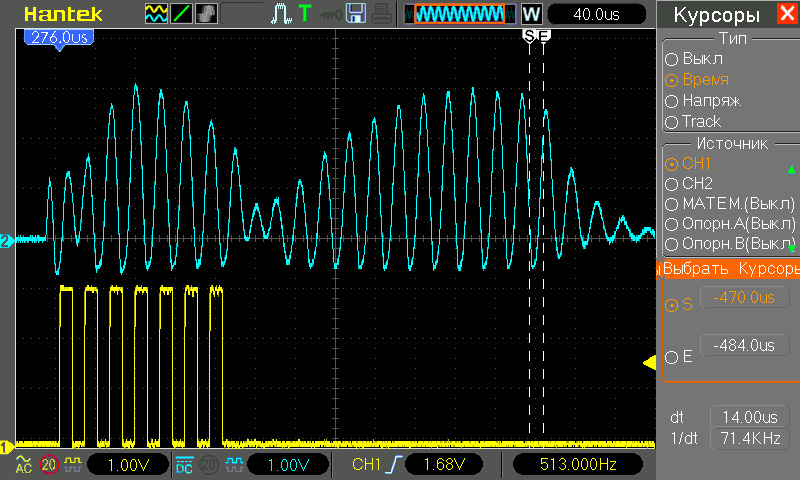 Hantek T W 40.0us
276.0us
S E
2
1
AC 20 1.00V DC 20 1.00V CH1 1.68V 513.000Hz
Курсоры
Тип
Выкл
Время
Напряж.
Track
Источник
CH1
CH2
МАТЕМ.(Выкл)
Опорн.A(Выкл)
Опорн.B(Выкл)
Выбрать Курсоры
S -470.0us
E -484.0us
dt 14.00us
1/dt 71.4KHz